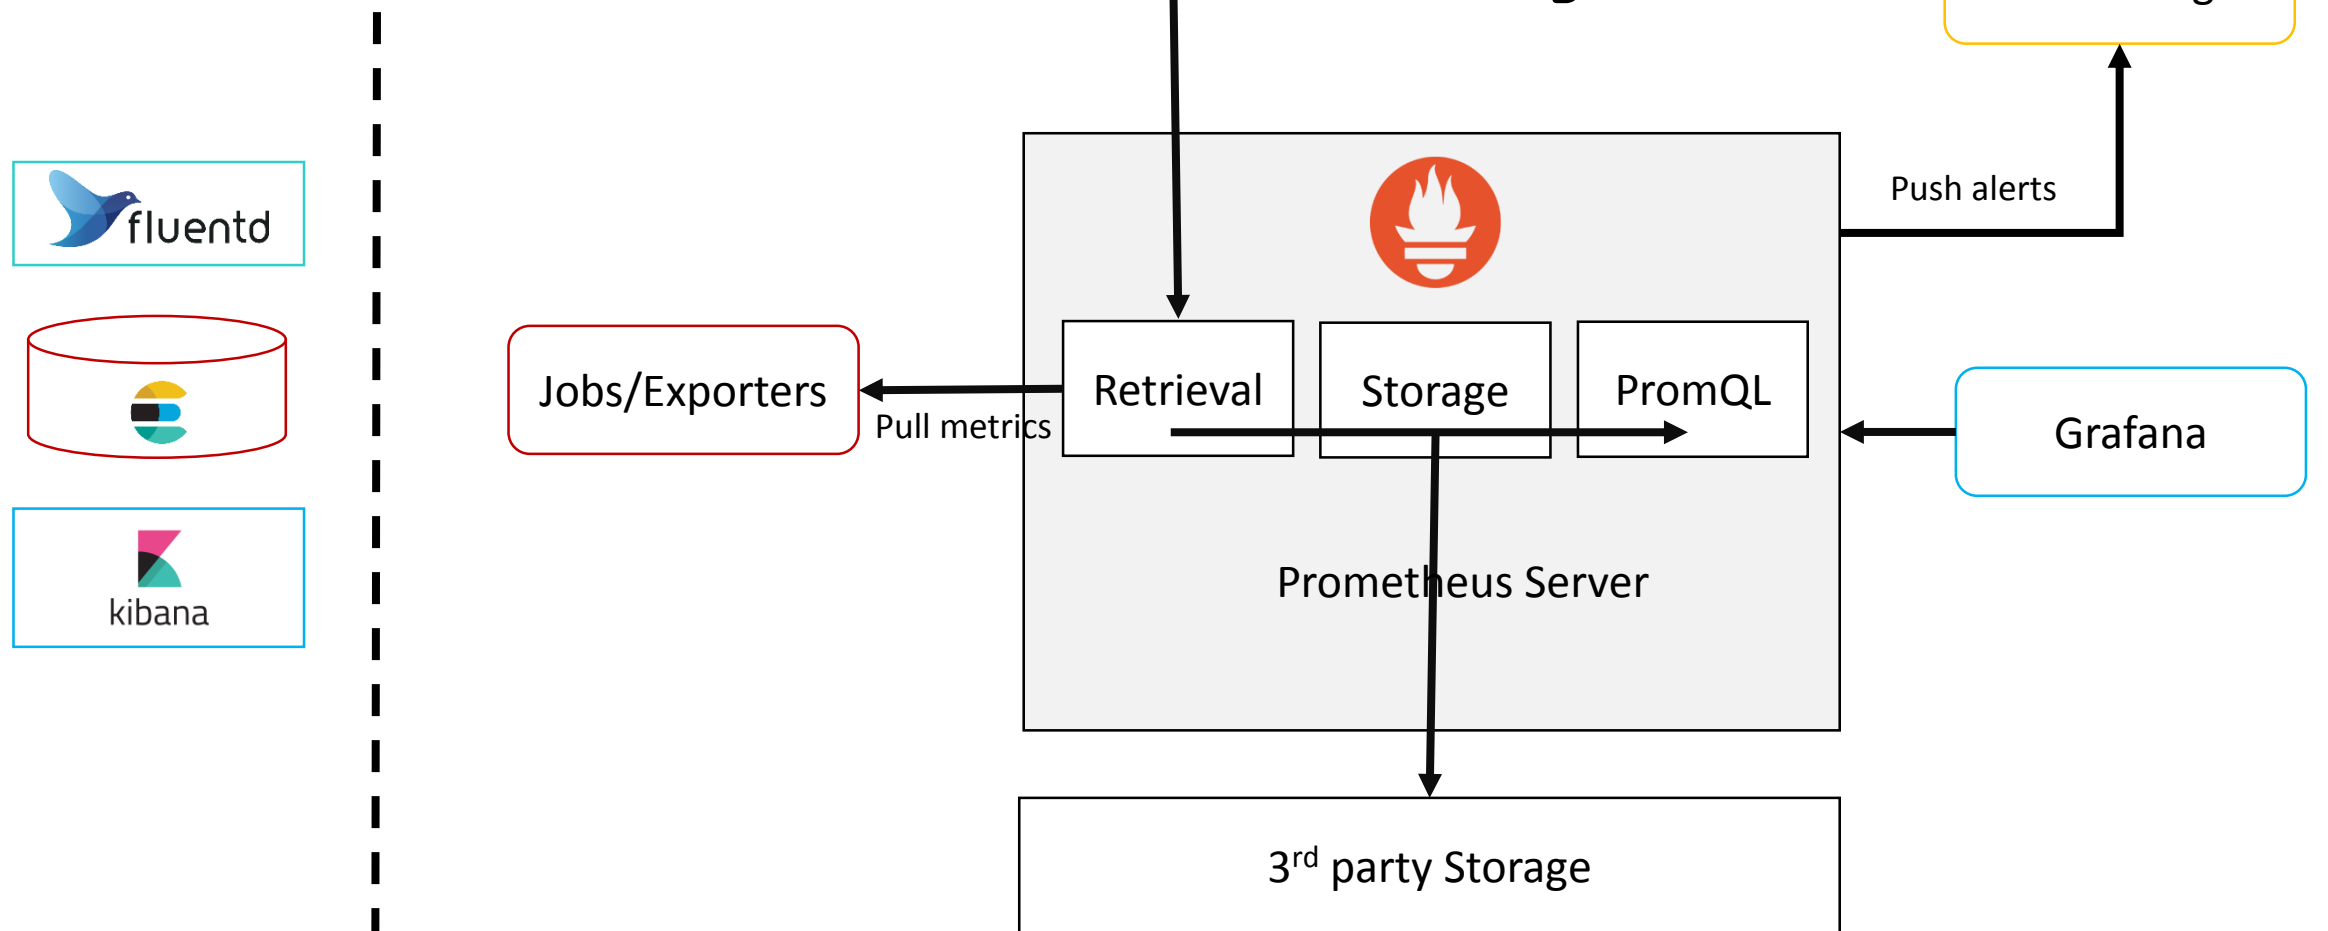 Push alerts
fluentd
Jobs/Exporters
Pull metrics
Retrieval
Storage
PromQL
Grafana
Prometheus Server
kibana
3rd party Storage